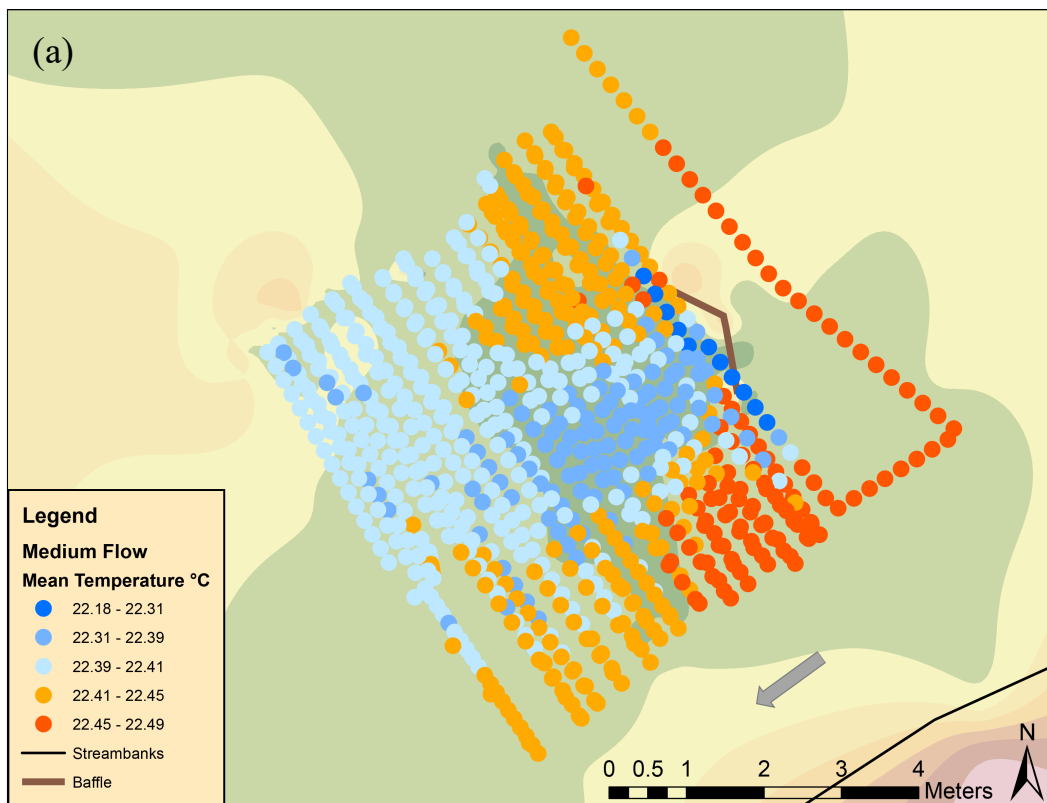 (a)
Legend
Medium Flow
Mean Temperature °C
22.18 - 22.31
22.31 - 22.39
22.39 - 22.41
22.41 - 22.45
22.45 - 22.49
Streambanks
Baffle
N
0 0.5 1 2 3 4
Meters